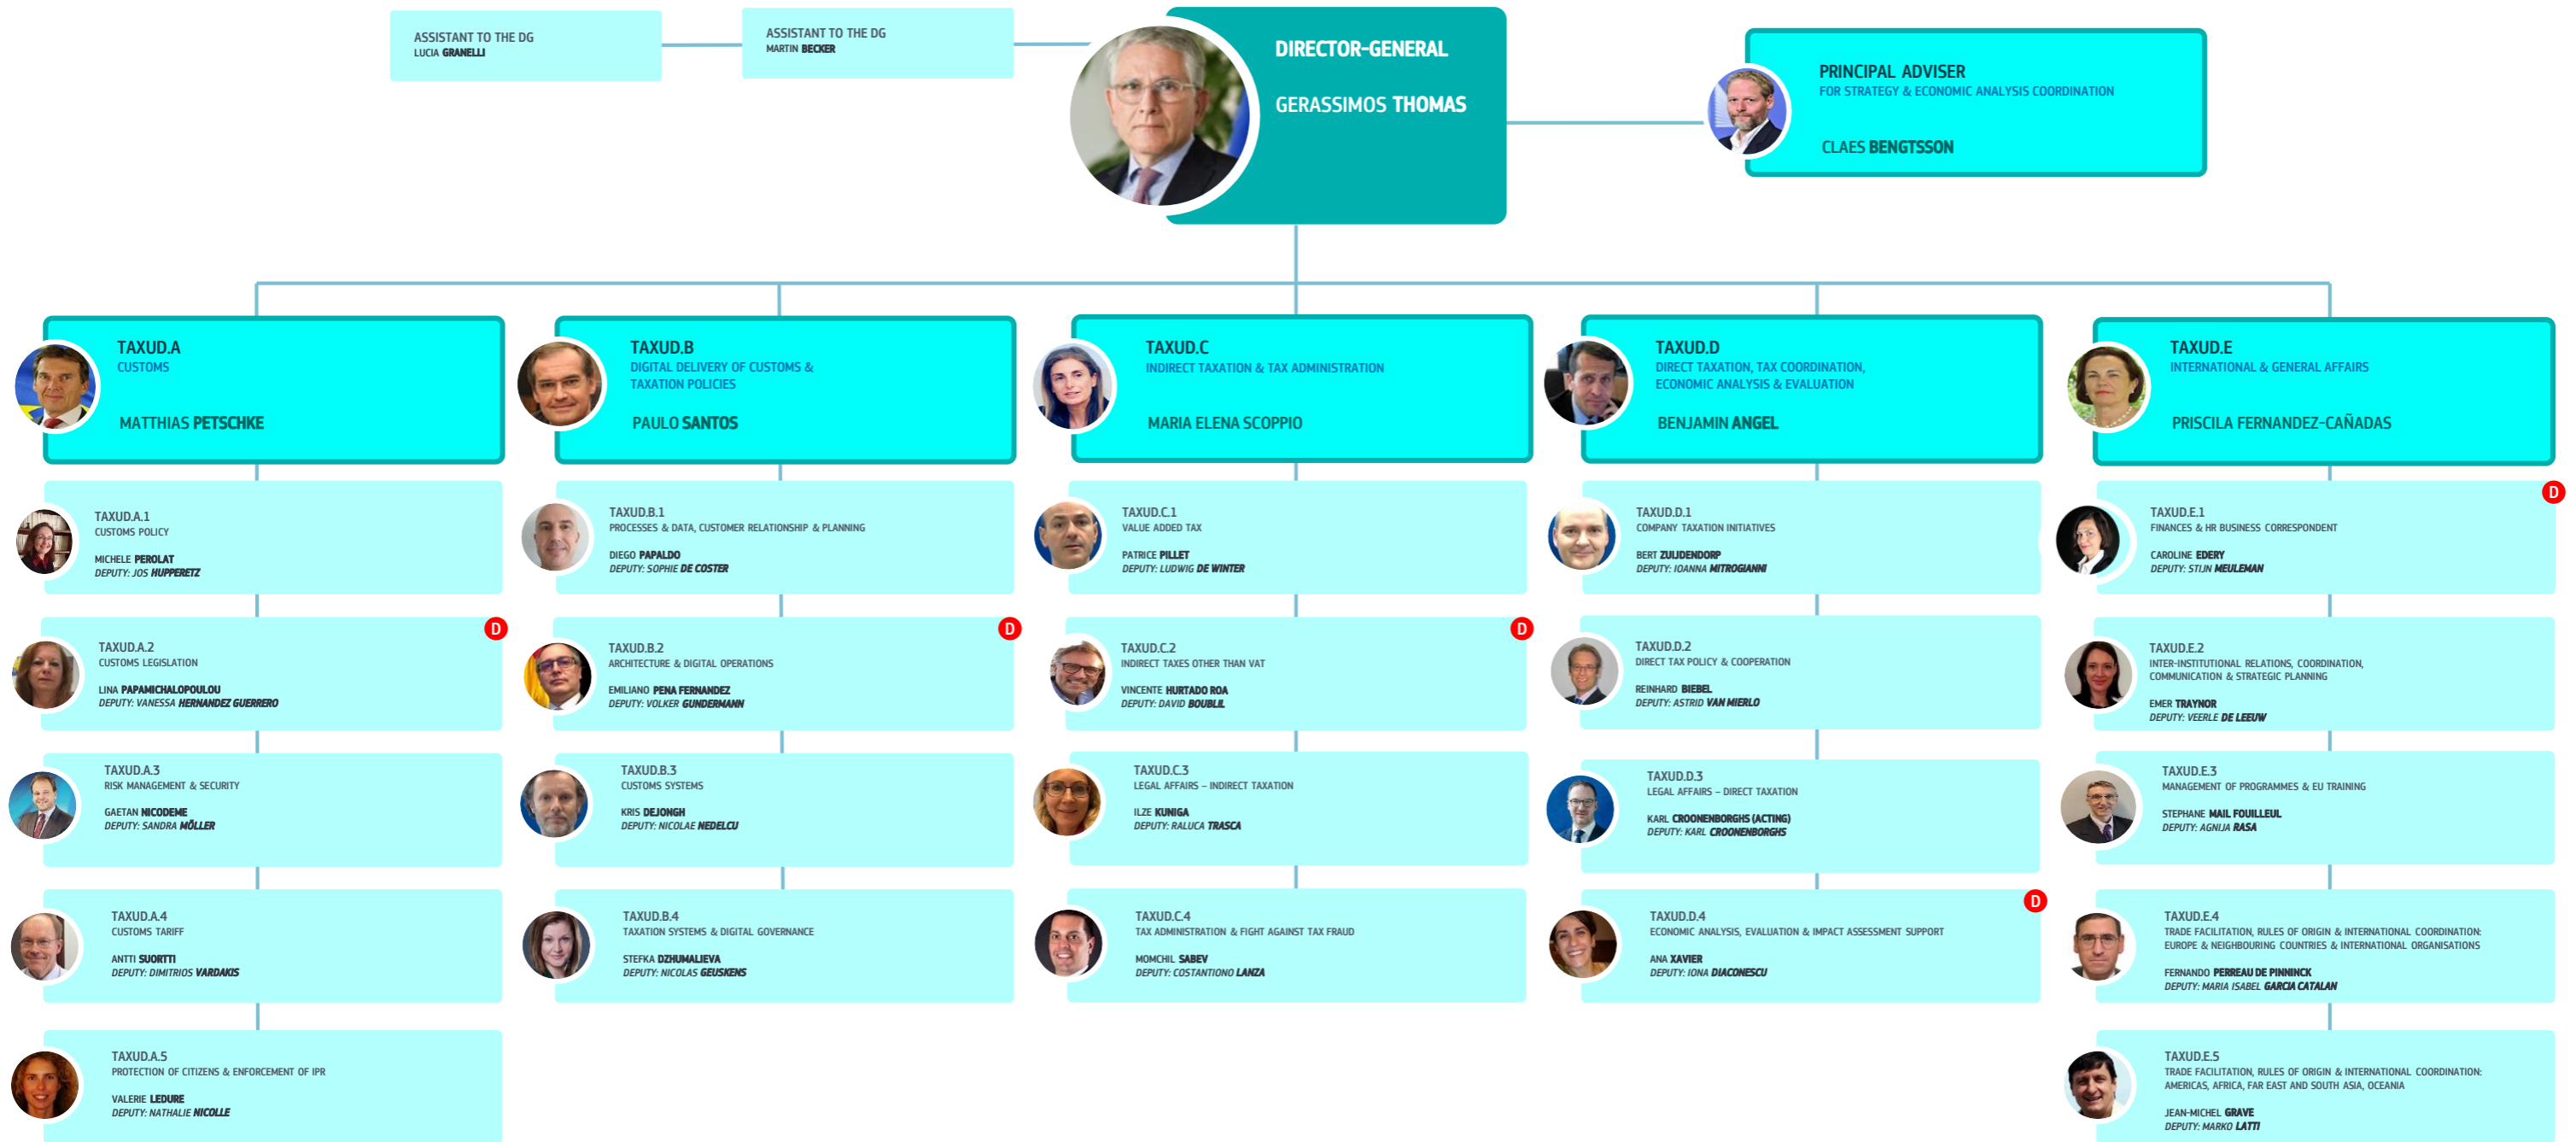 ASSISTANT TO THE DG
LUCIA GRANELLI
ASSISTANT TO THE DG
MARTIN BECKER
DIRECTOR-GENERAL
GERASSIMOS THOMAS
PRINCIPAL ADVISER
FOR STRATEGY & ECONOMIC ANALYSIS COORDINATION
CLAES BENGTSSON
TAXUD.A
CUSTOMS
MATTHIAS PETSCHKE
TAXUD.B
DIGITAL DELIVERY OF CUSTOMS &
TAXATION POLICIES
PAULO SANTOS
TAXUD.C
INDIRECT TAXATION & TAX ADMINISTRATION
MARIA ELENA SCOPPIO
TAXUD.D
DIRECT TAXATION, TAX COORDINATION,
ECONOMIC ANALYSIS & EVALUATION
BENJAMIN ANGEL
TAXUD.E
INTERNATIONAL & GENERAL AFFAIRS
PRISCILA FERNANDEZ-CAÑADAS
TAXUD.A.1
CUSTOMS POLICY
MICHELE PEROLAT
DEPUTY: JOS HUPPERETZ
TAXUD.B.1
PROCESSES & DATA, CUSTOMER RELATIONSHIP & PLANNING
DIEGO PAPALDO
DEPUTY: SOPHIE DE COSTER
TAXUD.C.1
VALUE ADDED TAX
PATRICE PILLET
DEPUTY: LUDWIG DE WINTER
TAXUD.D.1
COMPANY TAXATION INITIATIVES
BERT ZUIJDENDORP
DEPUTY: IOANNA MITROGIANNI
D
TAXUD.E.1
FINANCES & HR BUSINESS CORRESPONDENT
CAROLINE EDERY
DEPUTY: STIJN MEULEMAN
D
TAXUD.A.2
CUSTOMS LEGISLATION
LINA PAPAMICHALOPOULOU
DEPUTY: VANESSA HERNANDEZ GUERRERO
D
TAXUD.B.2
ARCHITECTURE & DIGITAL OPERATIONS
EMILIANO PENA FERNANDEZ
DEPUTY: VOLKER GUNDERMANN
D
TAXUD.C.2
INDIRECT TAXES OTHER THAN VAT
VINCENTE HURTADO ROA
DEPUTY: DAVID BOUBLIL
TAXUD.D.2
DIRECT TAX POLICY & COOPERATION
REINHARD BIEBEL
DEPUTY: ASTRID VAN MIERLO
TAXUD.E.2
INTER-INSTITUTIONAL RELATIONS, COORDINATION,
COMMUNICATION & STRATEGIC PLANNING
EMER TRAYNOR
DEPUTY: VEERLE DE LEEUW
TAXUD.A.3
RISK MANAGEMENT & SECURITY
GAETAN NICODEME
DEPUTY: SANDRA MÖLLER
TAXUD.B.3
CUSTOMS SYSTEMS
KRIS DEJONGH
DEPUTY: NICOLAE NEDELCU
TAXUD.C.3
LEGAL AFFAIRS – INDIRECT TAXATION
ILZE KUNIGA
DEPUTY: RALUCA TRASCA
TAXUD.D.3
LEGAL AFFAIRS – DIRECT TAXATION
KARL CROONENBORGHS (ACTING)
DEPUTY: KARL CROONENBORGHS
TAXUD.E.3
MANAGEMENT OF PROGRAMMES & EU TRAINING
STEPHANE MAIL FOUILLEUL
DEPUTY: AGNIJA RASA
TAXUD.A.4
CUSTOMS TARIFF
ANTTI SUORTTI
DEPUTY: DIMITRIOS VARDAKIS
TAXUD.B.4
TAXATION SYSTEMS & DIGITAL GOVERNANCE
STEFKA DZHUMALIEVA
DEPUTY: NICOLAS GEUSKENS
TAXUD.C.4
TAX ADMINISTRATION & FIGHT AGAINST TAX FRAUD
MOMCHIL SABEV
DEPUTY: COSTANTIONO LANZA
D
TAXUD.D.4
ECONOMIC ANALYSIS, EVALUATION & IMPACT ASSESSMENT SUPPORT
ANA XAVIER
DEPUTY: IONA DIACONESCU
TAXUD.E.4
TRADE FACILITATION, RULES OF ORIGIN & INTERNATIONAL COORDINATION:
EUROPE & NEIGHBOURING COUNTRIES & INTERNATIONAL ORGANISATIONS
FERNANDO PERREAU DE PINNINCK
DEPUTY: MARIA ISABEL GARCIA CATALAN
TAXUD.A.5
PROTECTION OF CITIZENS & ENFORCEMENT OF IPR
VALERIE LEDURE
DEPUTY: NATHALIE NICOLLE
TAXUD.E.5
TRADE FACILITATION, RULES OF ORIGIN & INTERNATIONAL COORDINATION:
AMERICAS, AFRICA, FAR EAST AND SOUTH ASIA, OCEANIA
JEAN-MICHEL GRAVE
DEPUTY: MARKO LATTI